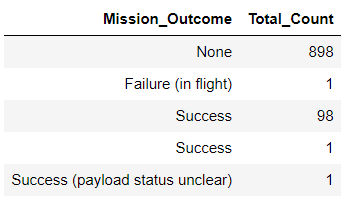 Mission_Outcome Total_Count
None 898
Failure (in flight) 1
Success 98
Success 1
Success (payload status unclear) 1